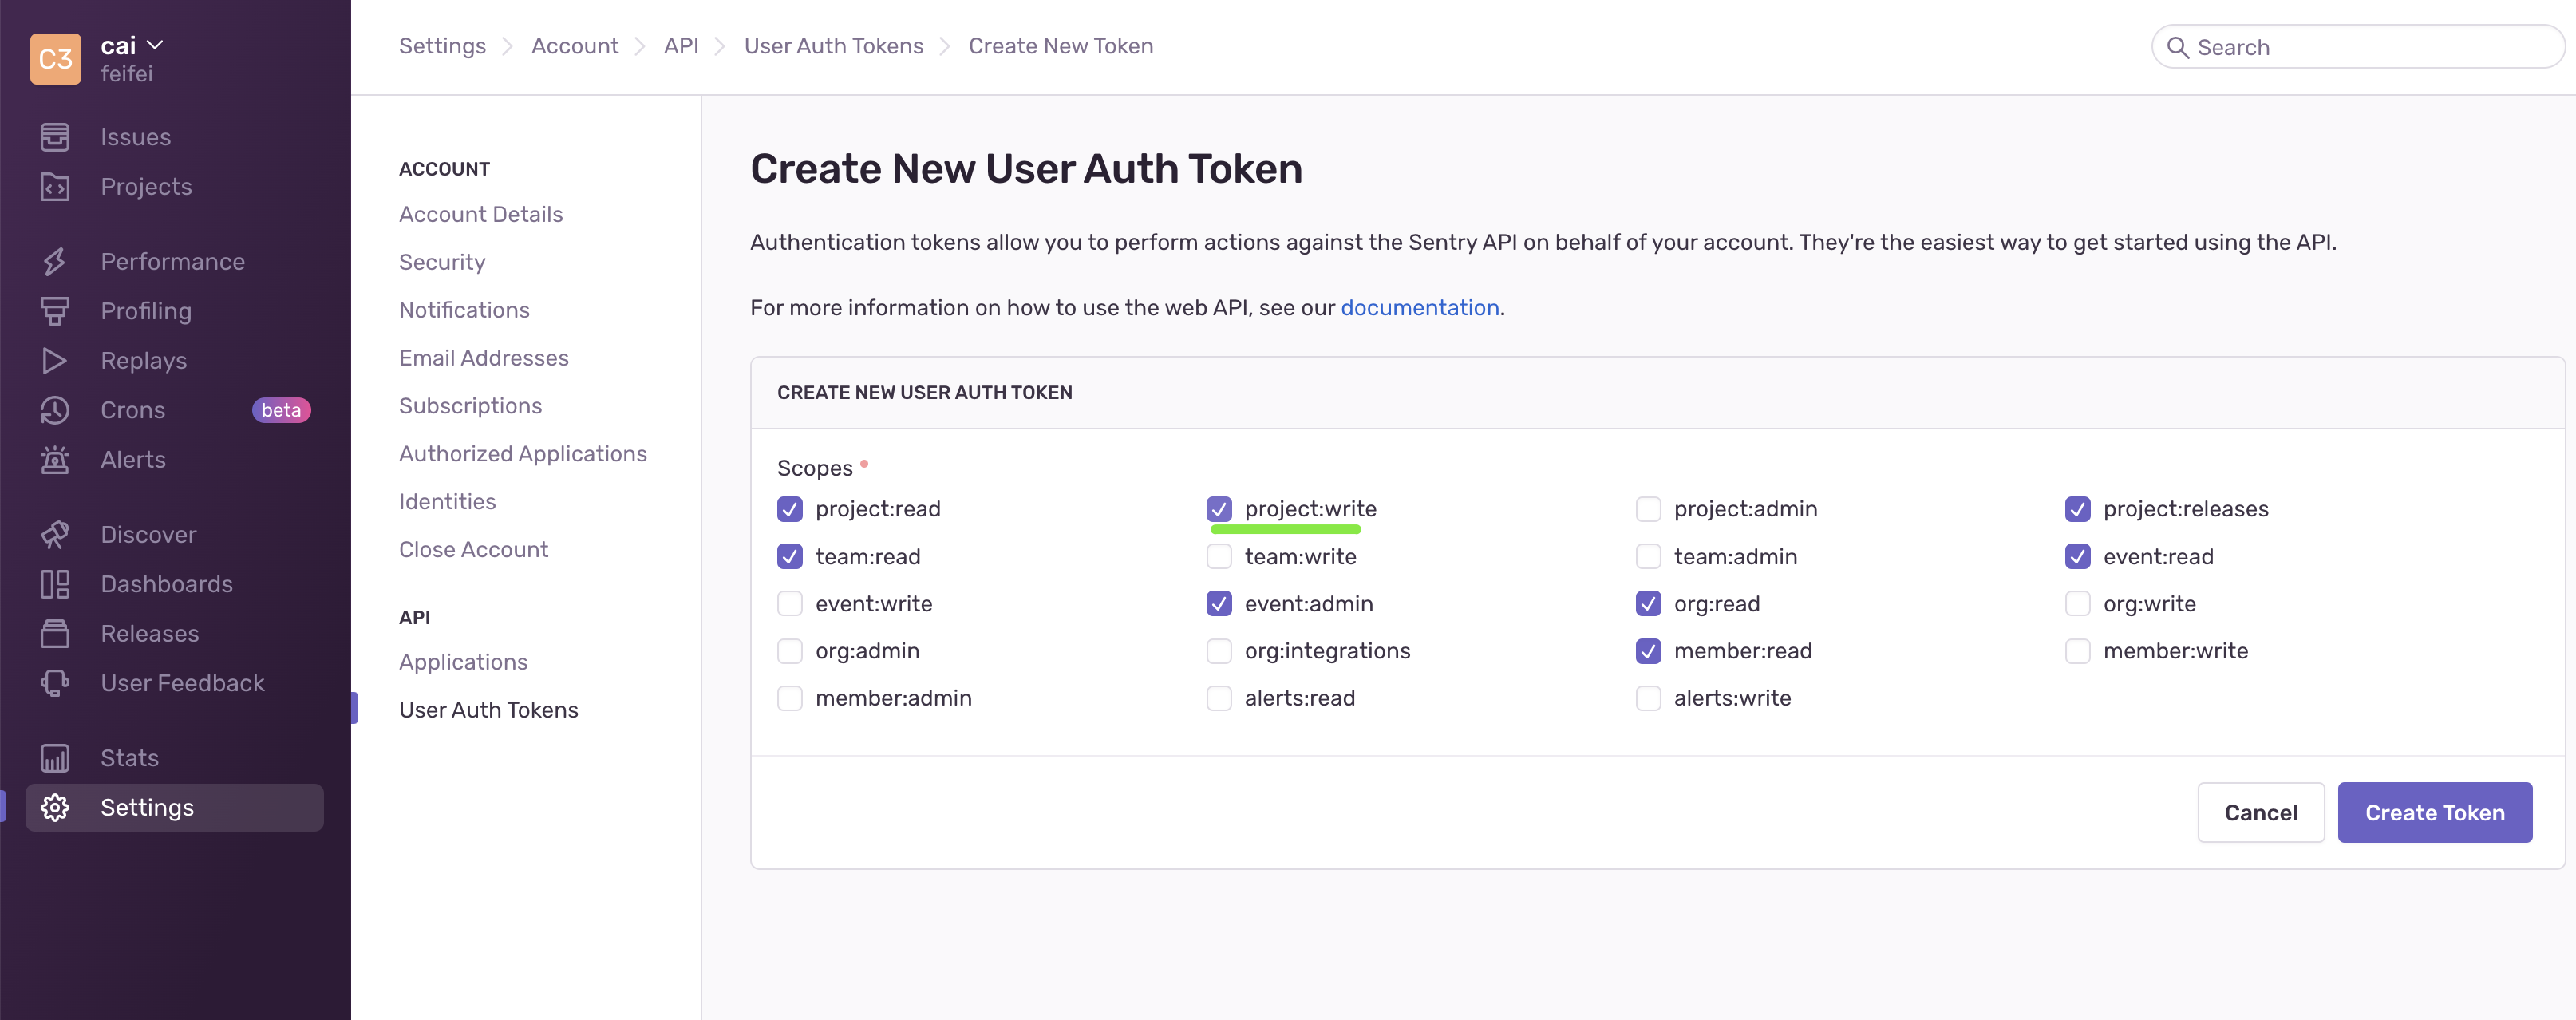 C3
cai
feifei
Issues
Projects
Performance
Profiling
Replays
Crons beta
Alerts
Discover
Dashboards
Releases
User Feedback
Stats
Settings
Settings Account API User Auth Tokens Create New Token
Search
ACCOUNT
Account Details
Security
Notifications
Email Addresses
Subscriptions
Authorized Applications
Identities
Close Account
API
Applications
User Auth Tokens
Create New User Auth Token
Authentication tokens allow you to perform actions against the Sentry API on behalf of your account. They're the easiest way to get started using the API.
For more information on how to use the web API, see our documentation.
CREATE NEW USER AUTH TOKEN
Scopes
project:read project:write project:admin project:releases
team:read team:write team:admin event:read
event:write event:admin org:read org:write
org:admin org:integrations member:read member:write
member:admin alerts:read alerts:write
Cancel Create Token